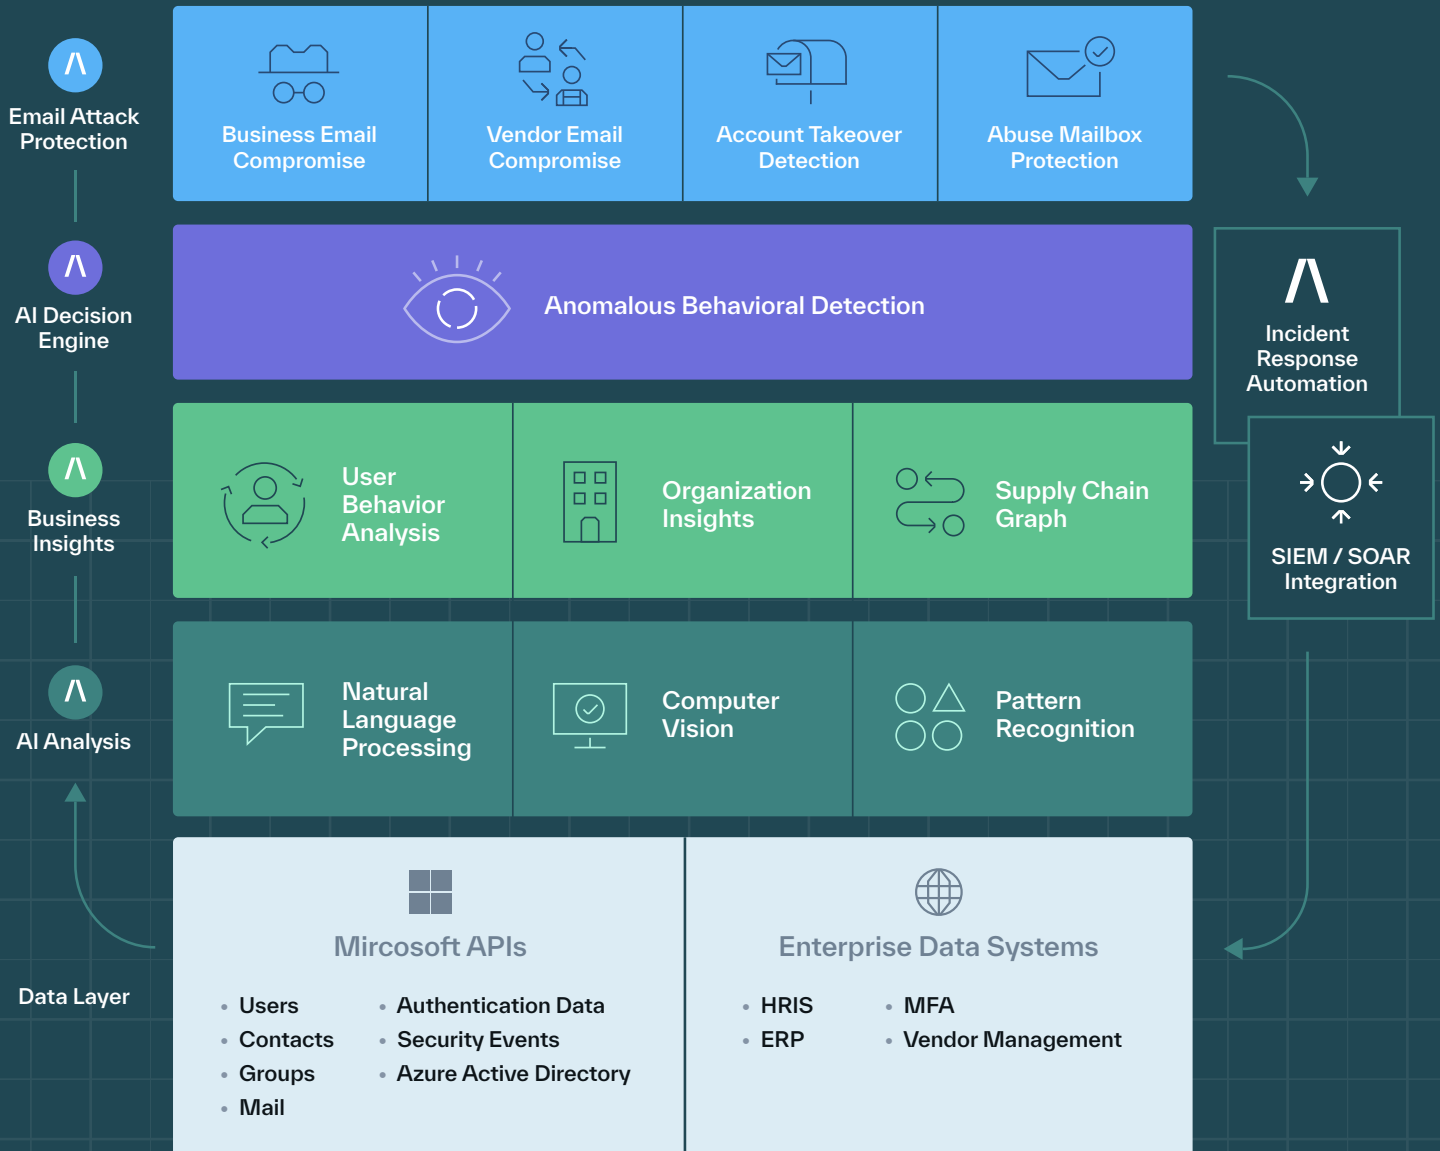 Email Attack
Protection
Business Email
Compromise
Vendor Email
Compromise
Account Takeover
Detection
Abuse Mailbox
Protection
AI Decision
Engine
Anomalous Behavioral Detection
Incident
Response
Automation
Business
Insights
User
Behavior
Analysis
Organization
Insights
Supply Chain
Graph
SIEM / SOAR
Integration
AI Analysis
Natural
Language
Processing
Computer
Vision
Pattern
Recognition
Data Layer
Mircosoft APIs
• Users
• Contacts
• Groups
• Mail
• Authentication Data
• Security Events
• Azure Active Directory
Enterprise Data Systems
• HRIS
• ERP
• MFA
• Vendor Management